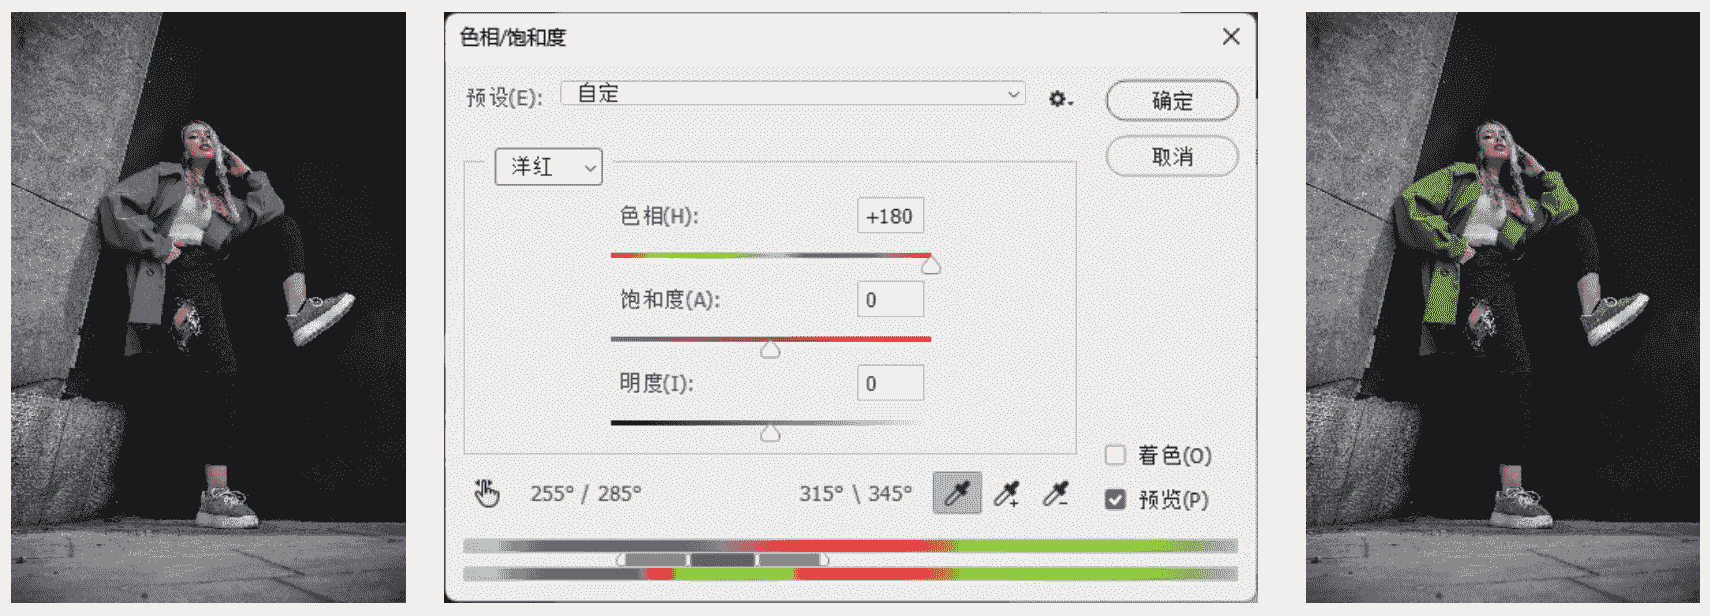 色相/饱和度
预设(E): 自定
确定
取消
洋红
色相(H): +180
饱和度(A): 0
明度(I): 0
着色(O)
预览(P)
255° / 285° 315° \ 345°